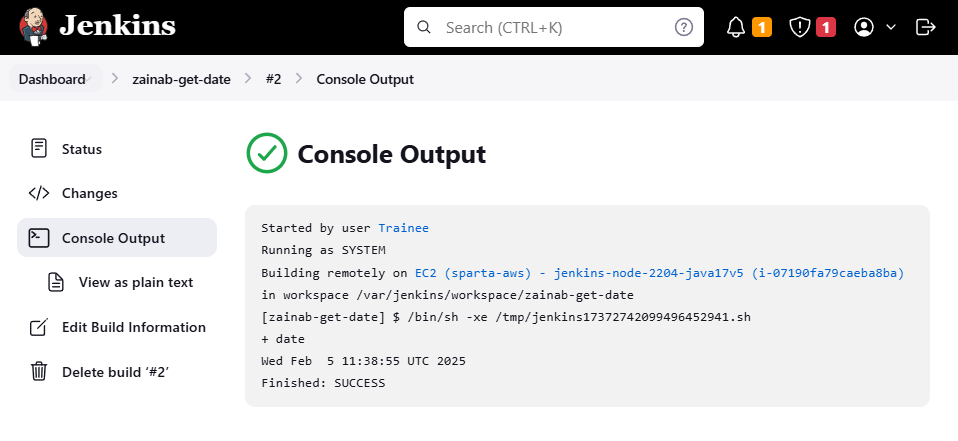 Jenkins
Search (CTRL+K)
1
1
Dashboard
zainab-get-date
#2
Console Output
Status
Changes
Console Output
View as plain text
Edit Build Information
Delete build ‘#2’
Console Output
Started by user Trainee
Running as SYSTEM
Building remotely on EC2 (sparta-aws) - jenkins-node-2204-java17v5 (i-07190fa79caeba8ba)
in workspace /var/jenkins/workspace/zainab-get-date
[zainab-get-date] $ /bin/sh -xe /tmp/jenkins17372742099496452941.sh
+ date
Wed Feb  5 11:38:55 UTC 2025
Finished: SUCCESS